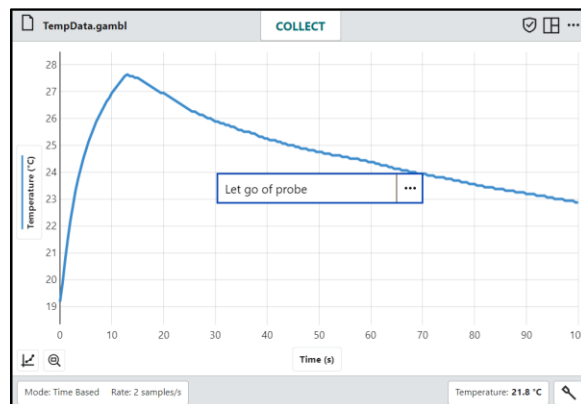 TempData.gambl
COLLECT
28
27
26
25
24
23
22
21
20
19
Temperature (°C)
Let go of probe
0 10 20 30 40 50 60 70 80 90 100
Time (s)
Mode: Time Based Rate: 2 samples/s
Temperature: 21.8 °C